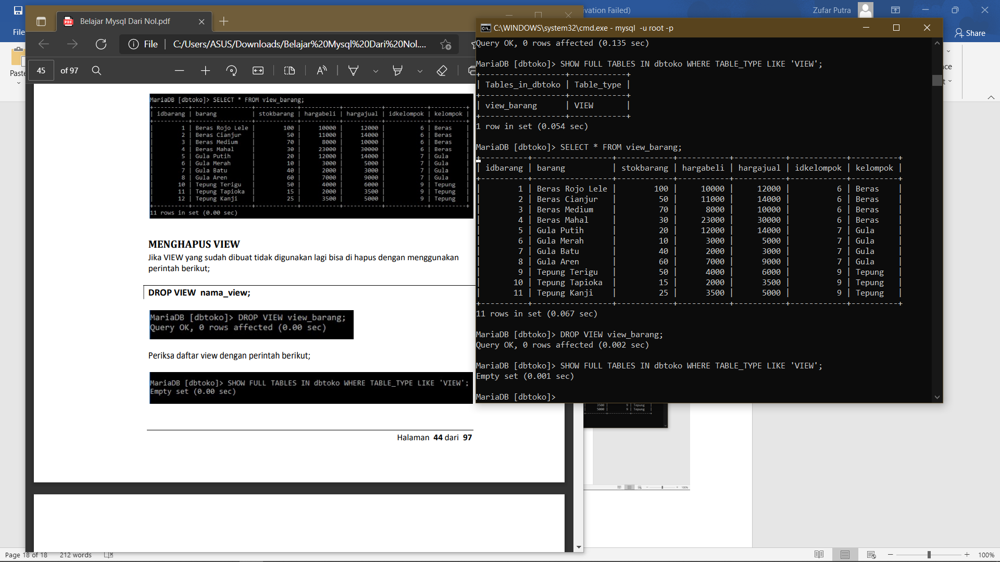 ivation Failed)
Zufar Putra
File
Share
Paste
Belajar Mysql Dari Nol.pdf
File
C:/Users/ASUS/Downloads/Belajar%20Mysql%20Dari%20Nol....
45 of 97
MariaDB [dbtoko]> SELECT * FROM view_barang;
| idbarang | barang | stokbarang | hargabeli | hargajual | idkelompok | kelompok |
| 1 | Beras Rojo Lele | 100 | 10000 | 12000 | 6 | Beras |
| 2 | Beras Cianjur | 50 | 11000 | 14000 | 6 | Beras |
| 3 | Beras Medium | 70 | 8000 | 10000 | 6 | Beras |
| 4 | Beras Mahal | 30 | 23000 | 30000 | 6 | Beras |
| 5 | Gula Putih | 20 | 12000 | 14000 | 7 | Gula |
| 6 | Gula Merah | 10 | 3000 | 5000 | 7 | Gula |
| 7 | Gula Batu | 40 | 2000 | 3000 | 7 | Gula |
| 8 | Gula Aren | 60 | 7000 | 9000 | 7 | Gula |
| 10 | Tepung Terigu | 50 | 4000 | 6000 | 9 | Tepung |
| 11 | Tepung Tapioka | 15 | 2000 | 3500 | 9 | Tepung |
| 12 | Tepung Kanji | 25 | 3500 | 5000 | 9 | Tepung |
11 rows in set (0.00 sec)
MENGHAPUS VIEW
Jika VIEW yang sudah dibuat tidak digunakan lagi bisa di hapus dengan menggunakan
perintah berikut;
DROP VIEW nama_view;
MariaDB [dbtoko]> DROP VIEW view_barang;
Query OK, 0 rows affected (0.00 sec)
Periksa daftar view dengan perintah berikut;
MariaDB [dbtoko]> SHOW FULL TABLES IN dbtoko WHERE TABLE_TYPE LIKE 'VIEW';
Empty set (0.00 sec)
Halaman 44 dari 97
C:\WINDOWS\system32\cmd.exe - mysql -u root -p
Query OK, 0 rows affected (0.135 sec)
MariaDB [dbtoko]> SHOW FULL TABLES IN dbtoko WHERE TABLE_TYPE LIKE 'VIEW';
| Tables_in_dbtoko | Table_type |
| view_barang | VIEW |
1 row in set (0.054 sec)
MariaDB [dbtoko]> SELECT * FROM view_barang;
| idbarang | barang | stokbarang | hargabeli | hargajual | idkelompok | kelompok |
| 1 | Beras Rojo Lele | 100 | 10000 | 12000 | 6 | Beras |
| 2 | Beras Cianjur | 50 | 11000 | 14000 | 6 | Beras |
| 3 | Beras Medium | 70 | 8000 | 10000 | 6 | Beras |
| 4 | Beras Mahal | 30 | 23000 | 30000 | 6 | Beras |
| 5 | Gula Putih | 20 | 12000 | 14000 | 7 | Gula |
| 6 | Gula Merah | 10 | 3000 | 5000 | 7 | Gula |
| 7 | Gula Batu | 40 | 2000 | 3000 | 7 | Gula |
| 8 | Gula Aren | 60 | 7000 | 9000 | 7 | Gula |
| 9 | Tepung Terigu | 50 | 4000 | 6000 | 9 | Tepung |
| 10 | Tepung Tapioka | 15 | 2000 | 3500 | 9 | Tepung |
| 11 | Tepung Kanji | 25 | 3500 | 5000 | 9 | Tepung |
11 rows in set (0.067 sec)
MariaDB [dbtoko]> DROP VIEW view_barang;
Query OK, 0 rows affected (0.002 sec)
MariaDB [dbtoko]> SHOW FULL TABLES IN dbtoko WHERE TABLE_TYPE LIKE 'VIEW';
Empty set (0.001 sec)
MariaDB [dbtoko]>
3500 | 9 | Tepung |
5000 | 9 | Tepung |
100%
Page 18 of 18 212 words
100%